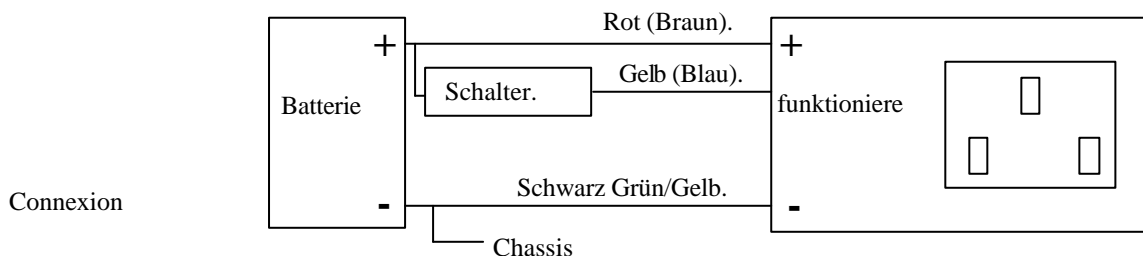 Rot (Braun).
+
+
Gelb (Blau).
Schalter.
Batterie
funktioniere
Schwarz Grün/Gelb.
Connexion
-
-
Chassis